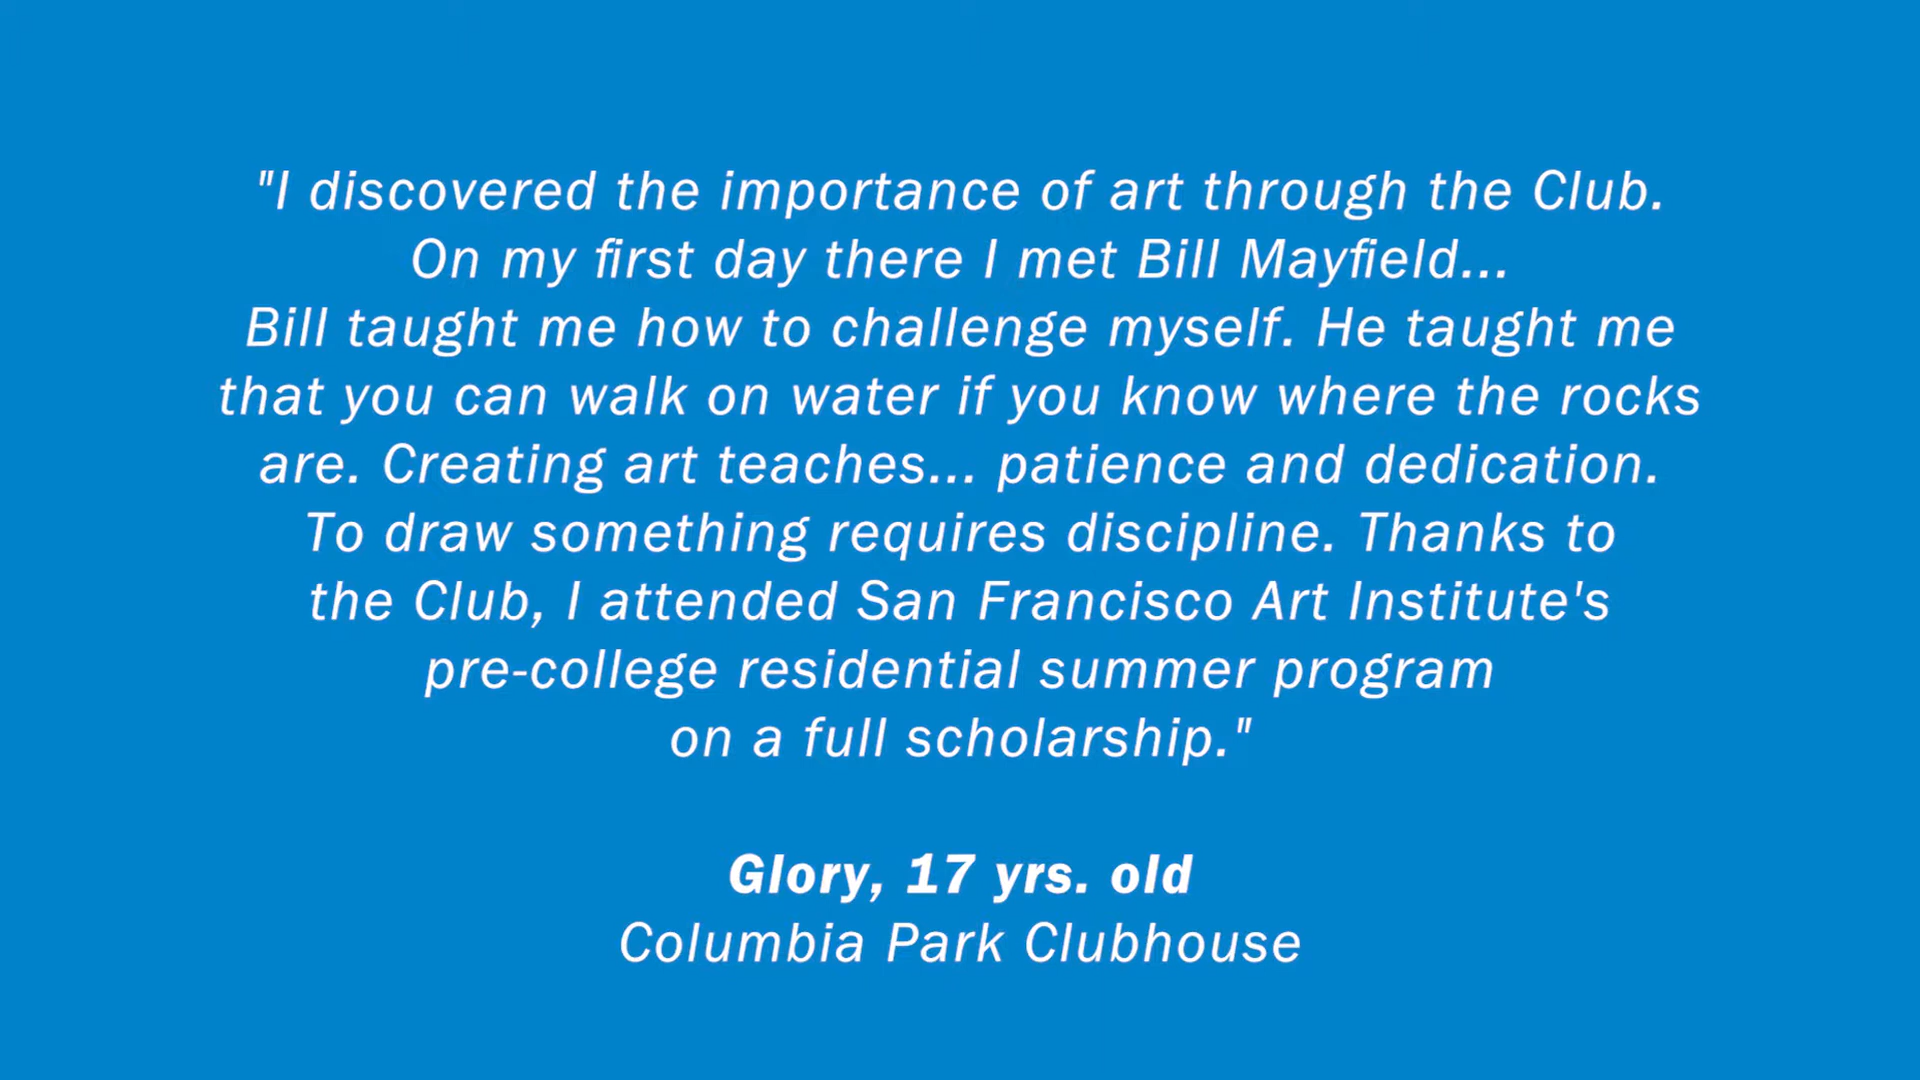 "I discovered the importance of art through the Club.
On my first day there I met Bill Mayfield...
Bill taught me how to challenge myself. He taught me
that you can walk on water if you know where the rocks
are. Creating art teaches... patience and dedication.
To draw something requires discipline. Thanks to
the Club, I attended San Francisco Art Institute's
pre-college residential summer program
on a full scholarship."
Glory, 17 yrs. old
Columbia Park Clubhouse